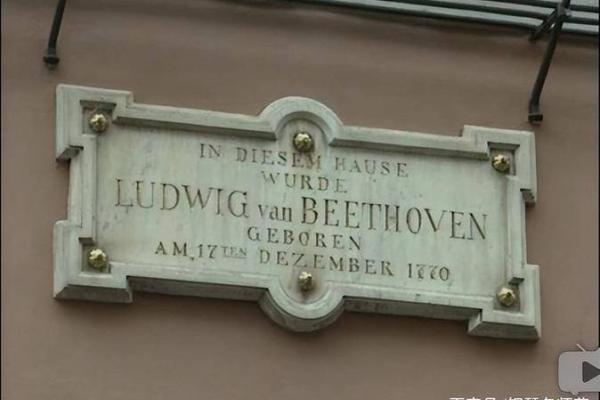 IN DIESEM HAUSE
WURDE
LUDWIG van BEETHOVEN
GEBOREN
AM, 17TEN DEZEMBER 1770